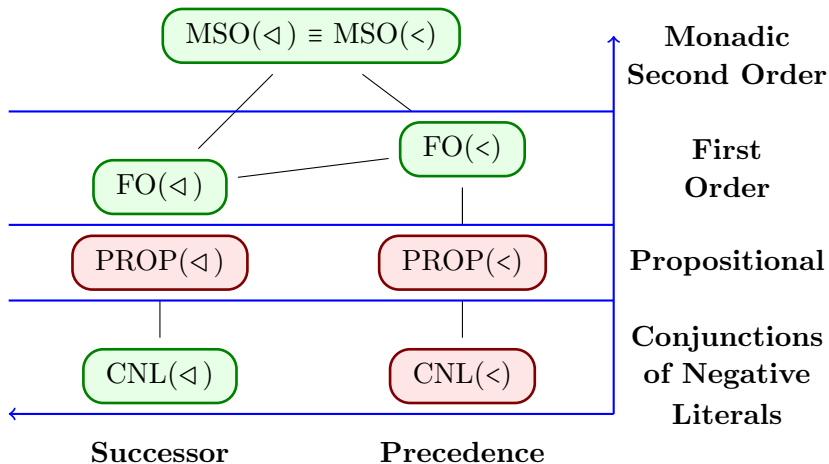 MSO(⊲) ≡ MSO(<)
Monadic
Second Order
FO(⊲)
FO(<)
First
Order
PROP(⊲)
PROP(<)
Propositional
CNL(⊲)
CNL(<)
Conjunctions
of Negative
Literals
Successor
Precedence